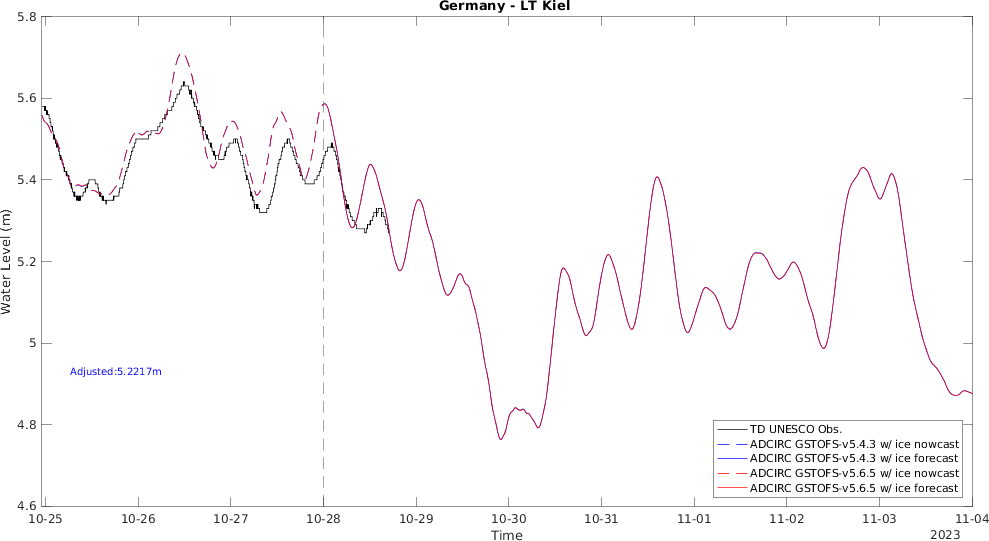 Germany - LT Kiel
5.8
5.6
5.4
5.2
5
4.8
4.6
Water Level (m)
Adjusted:5.2217m
TD UNESCO Obs.
ADCIRC GSTOFS-v5.4.3 w/ ice nowcast
ADCIRC GSTOFS-v5.4.3 w/ ice forecast
ADCIRC GSTOFS-v5.6.5 w/ ice nowcast
ADCIRC GSTOFS-v5.6.5 w/ ice forecast
10-25 10-26 10-27 10-28 10-29 10-30 10-31 11-01 11-02 11-03 11-04
Time
2023